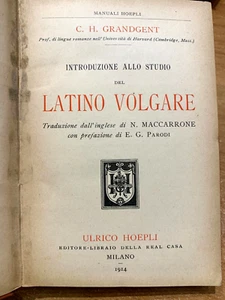 MANUALI HOEPLI
C. H. GRANDGENT
Prof. di lingue romanze nell'Università di Harvard (Cambridge, Mass.)
INTRODUZIONE ALLO STUDIO
DEL
LATINO VOLGARE
Traduzione dall'inglese di N. MACCARRONE
con prefazione di E. G. PARODI
ULRICO HOEPLI
EDITORE-LIBRAIO DELLA REAL CASA
MILANO
1914